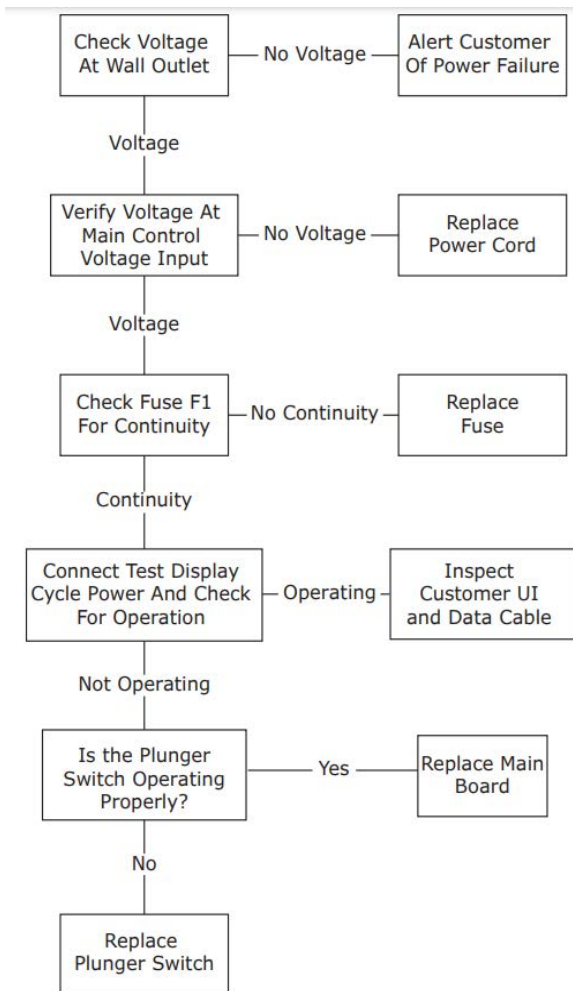 Check Voltage
At Wall Outlet
No Voltage
Alert Customer
Of Power Failure
Voltage
Verify Voltage At
Main Control
Voltage Input
No Voltage
Replace
Power Cord
Voltage
Check Fuse F1
For Continuity
No Continuity
Replace
Fuse
Continuity
Connect Test Display
Cycle Power And Check
For Operation
Operating
Inspect
Customer UI
and Data Cable
Not Operating
Is the Plunger
Switch Operating
Properly?
Yes
Replace Main
Board
No
Replace
Plunger Switch